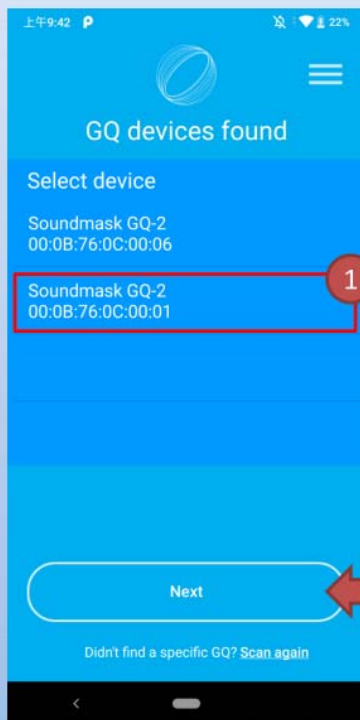 上午9:42
22%
GQ devices found
Select device
Soundmask GQ-2
00:0B:76:0C:00:06
Soundmask GQ-2
00:0B:76:0C:00:01
1
Next
Didn't find a specific GQ? Scan again